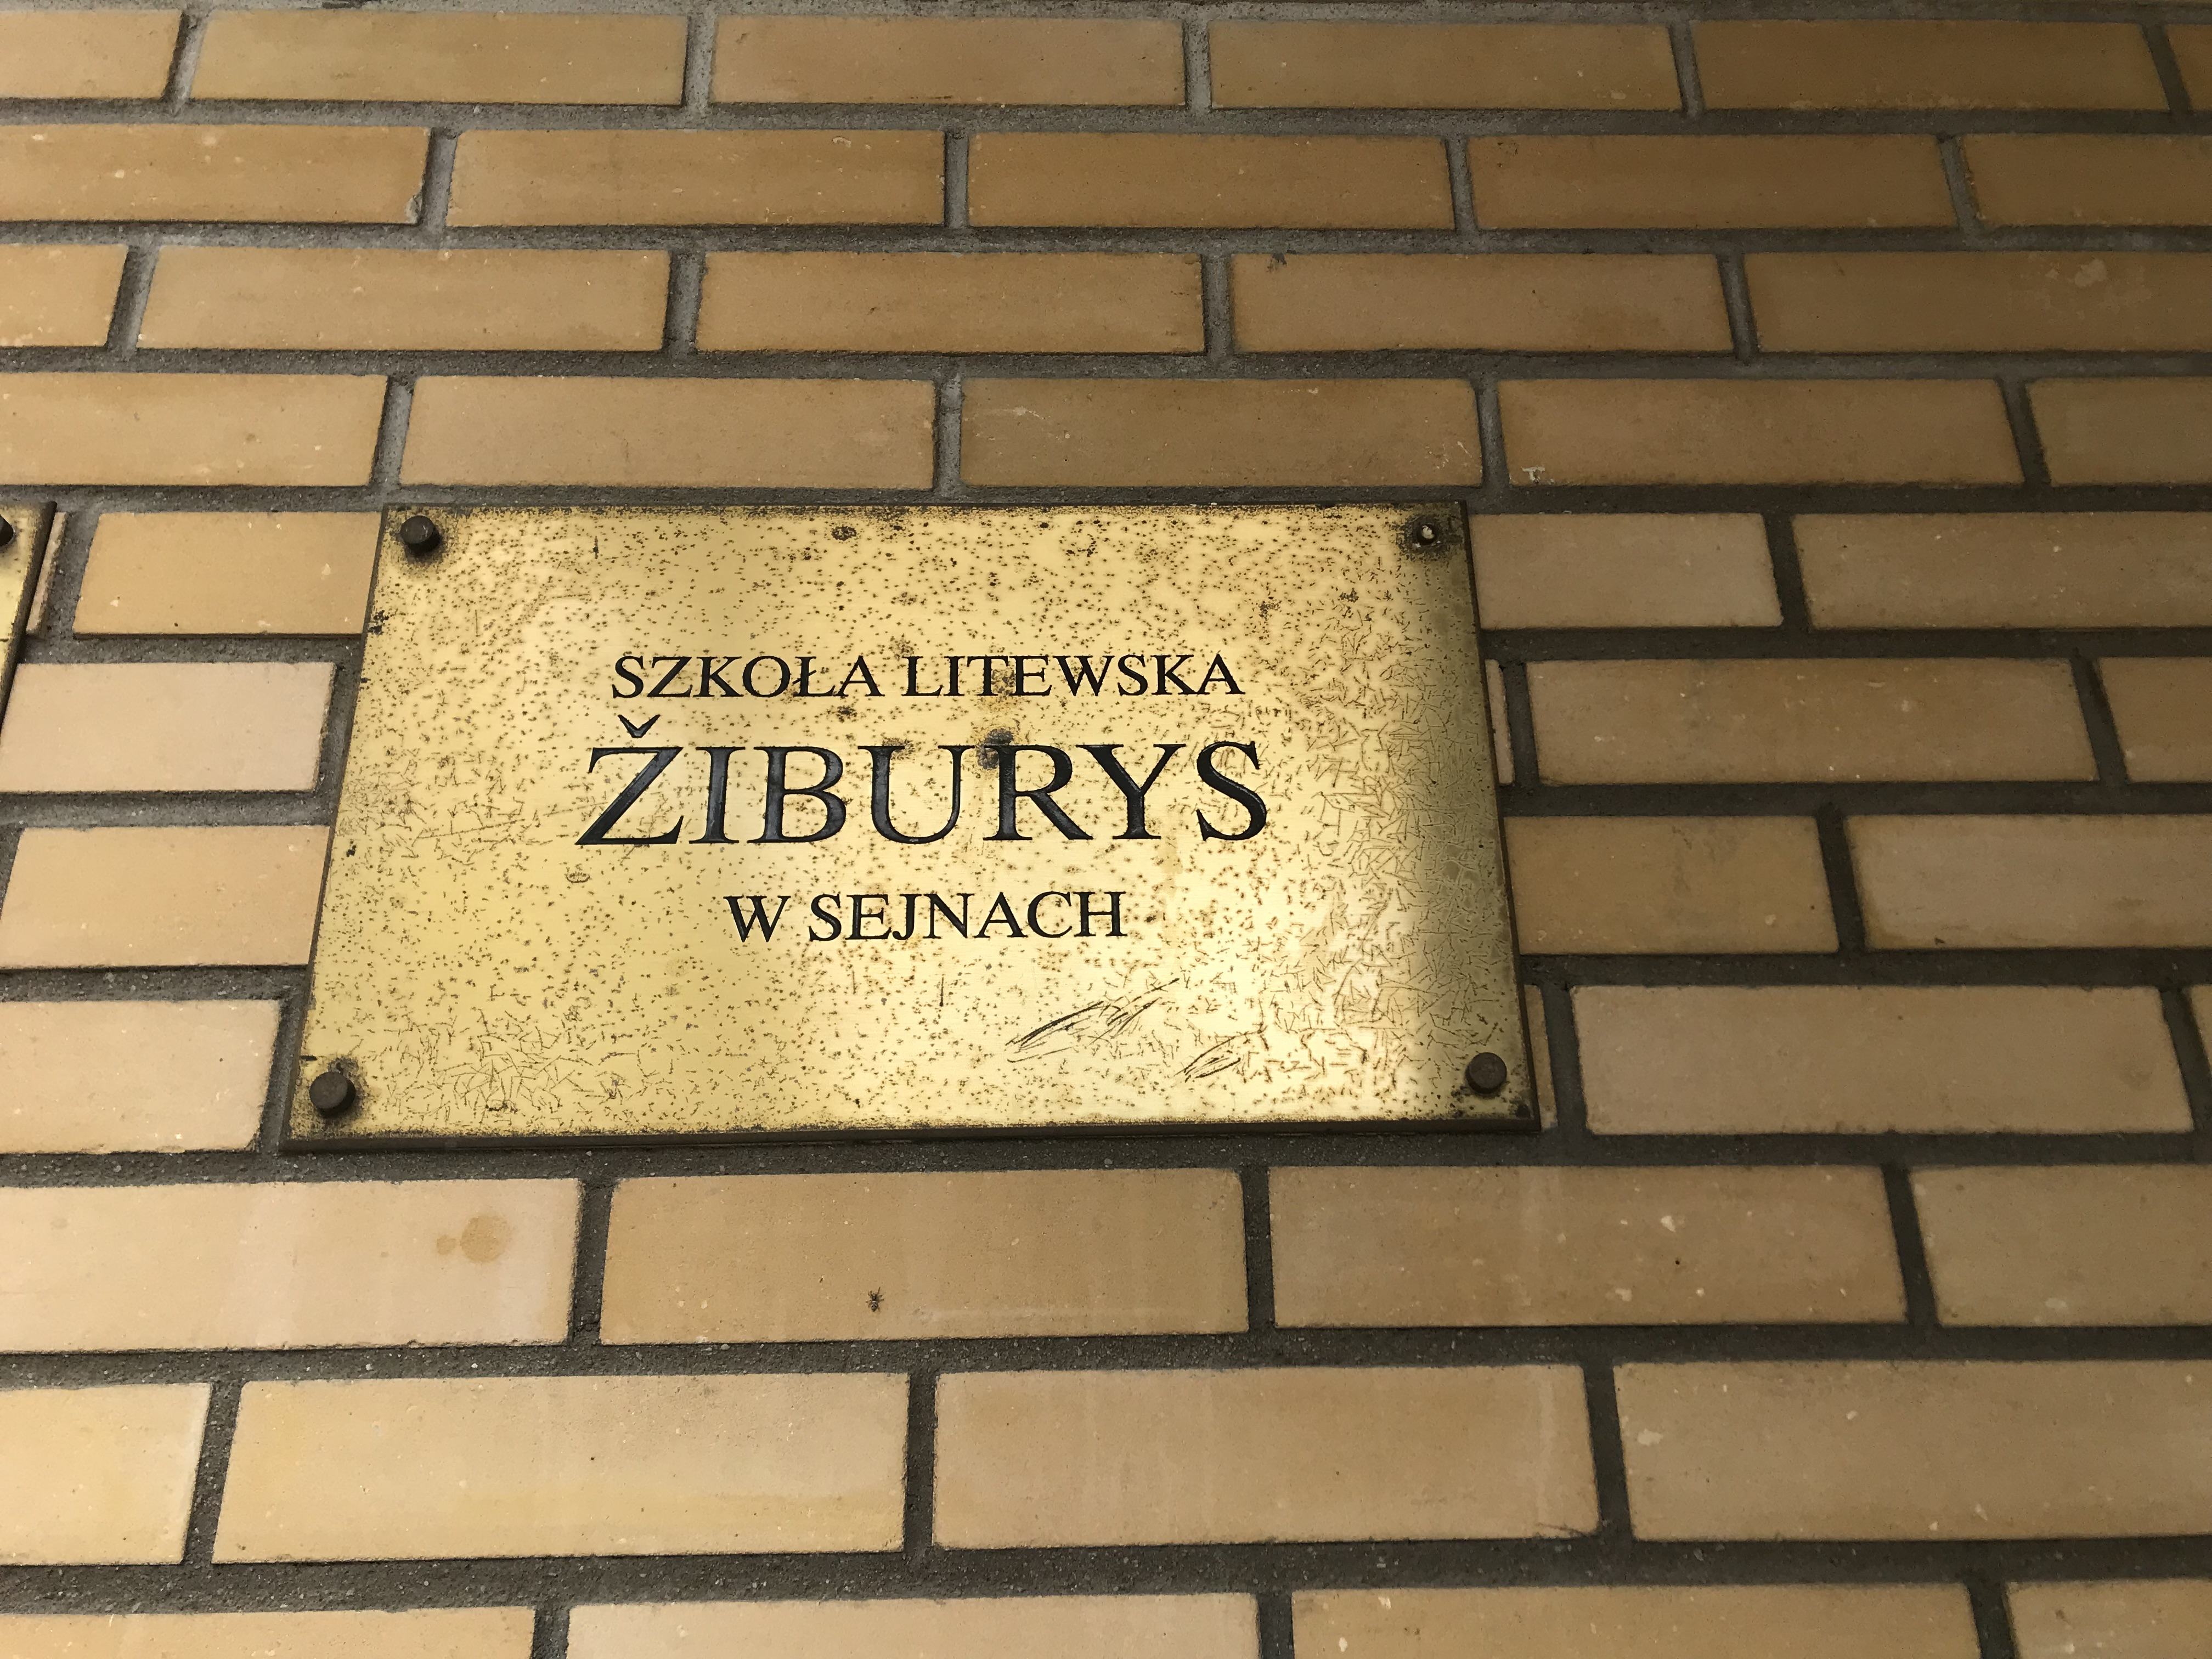 SZKOŁA LITEWSKA
ŽIBURYS
W SEJNACH